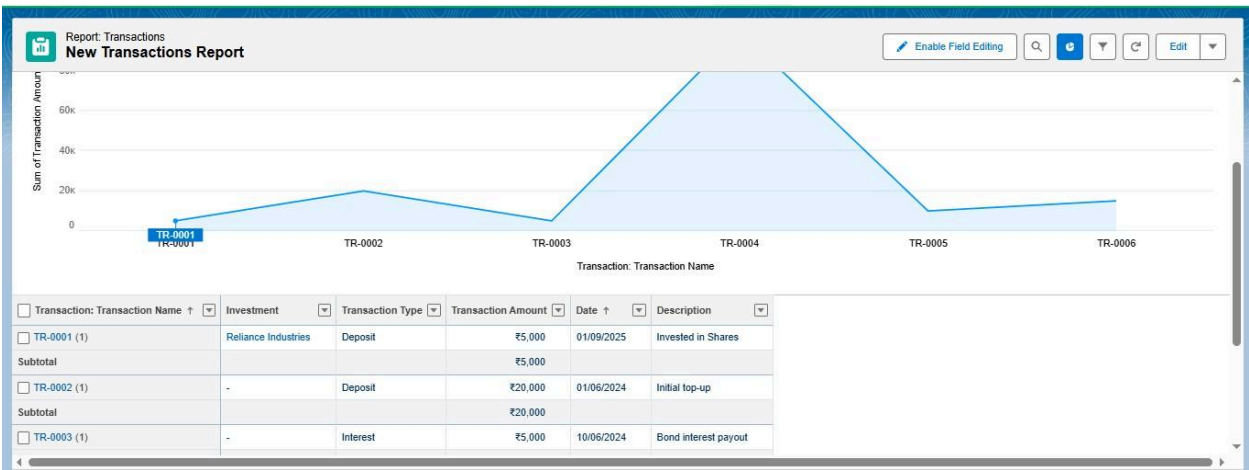 Report: Transactions
New Transactions Report
Enable Field Editing
Edit
Sum of Transaction Amoun
60K
40K
20K
0
TR-0001
TR-0001 TR-0002 TR-0003 TR-0004 TR-0005 TR-0006
Transaction: Transaction Name
Transaction: Transaction Name ↑ Investment Transaction Type Transaction Amount Date ↑ Description
TR-0001 (1) Reliance Industries Deposit ₹5,000 01/09/2025 Invested in Shares
Subtotal ₹5,000
TR-0002 (1) - Deposit ₹20,000 01/06/2024 Initial top-up
Subtotal ₹20,000
TR-0003 (1) - Interest ₹5,000 10/06/2024 Bond interest payout